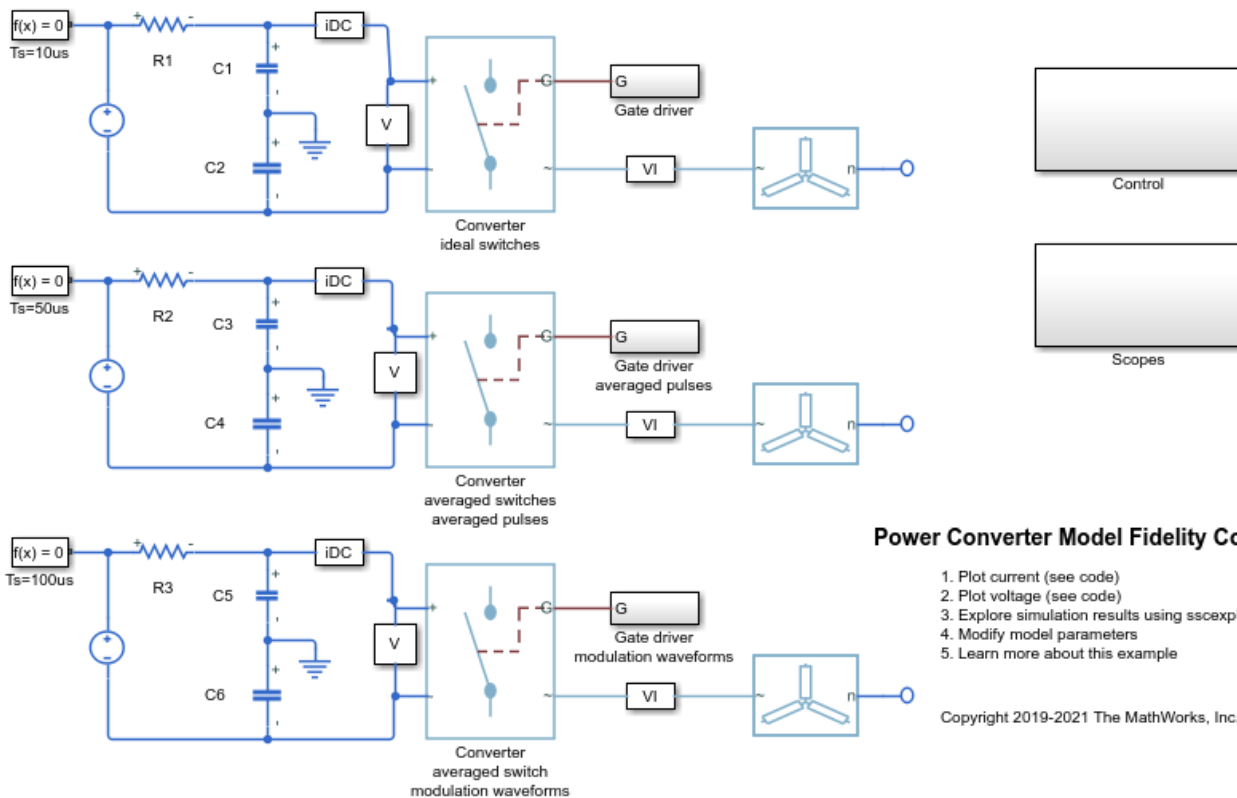 f(x) = 0
Ts=10us
+
-
R1
C1
+
-
iDC
C2
+
-
V
+
-
G
~
Converter
ideal switches
G
Gate driver
VI
~
n
Control
f(x) = 0
Ts=50us
+
-
R2
C3
+
-
iDC
C4
+
-
V
+
-
G
~
Converter
averaged switches
averaged pulses
G
Gate driver
averaged pulses
VI
~
n
Scopes
f(x) = 0
Ts=100us
+
-
R3
C5
+
-
iDC
C6
+
-
V
+
-
G
~
Converter
averaged switch
modulation waveforms
G
Gate driver
modulation waveforms
VI
~
n
Power Converter Model Fidelity Co
1. Plot current (see code)
2. Plot voltage (see code)
3. Explore simulation results using sscexp
4. Modify model parameters
5. Learn more about this example
Copyright 2019-2021 The MathWorks, Inc.